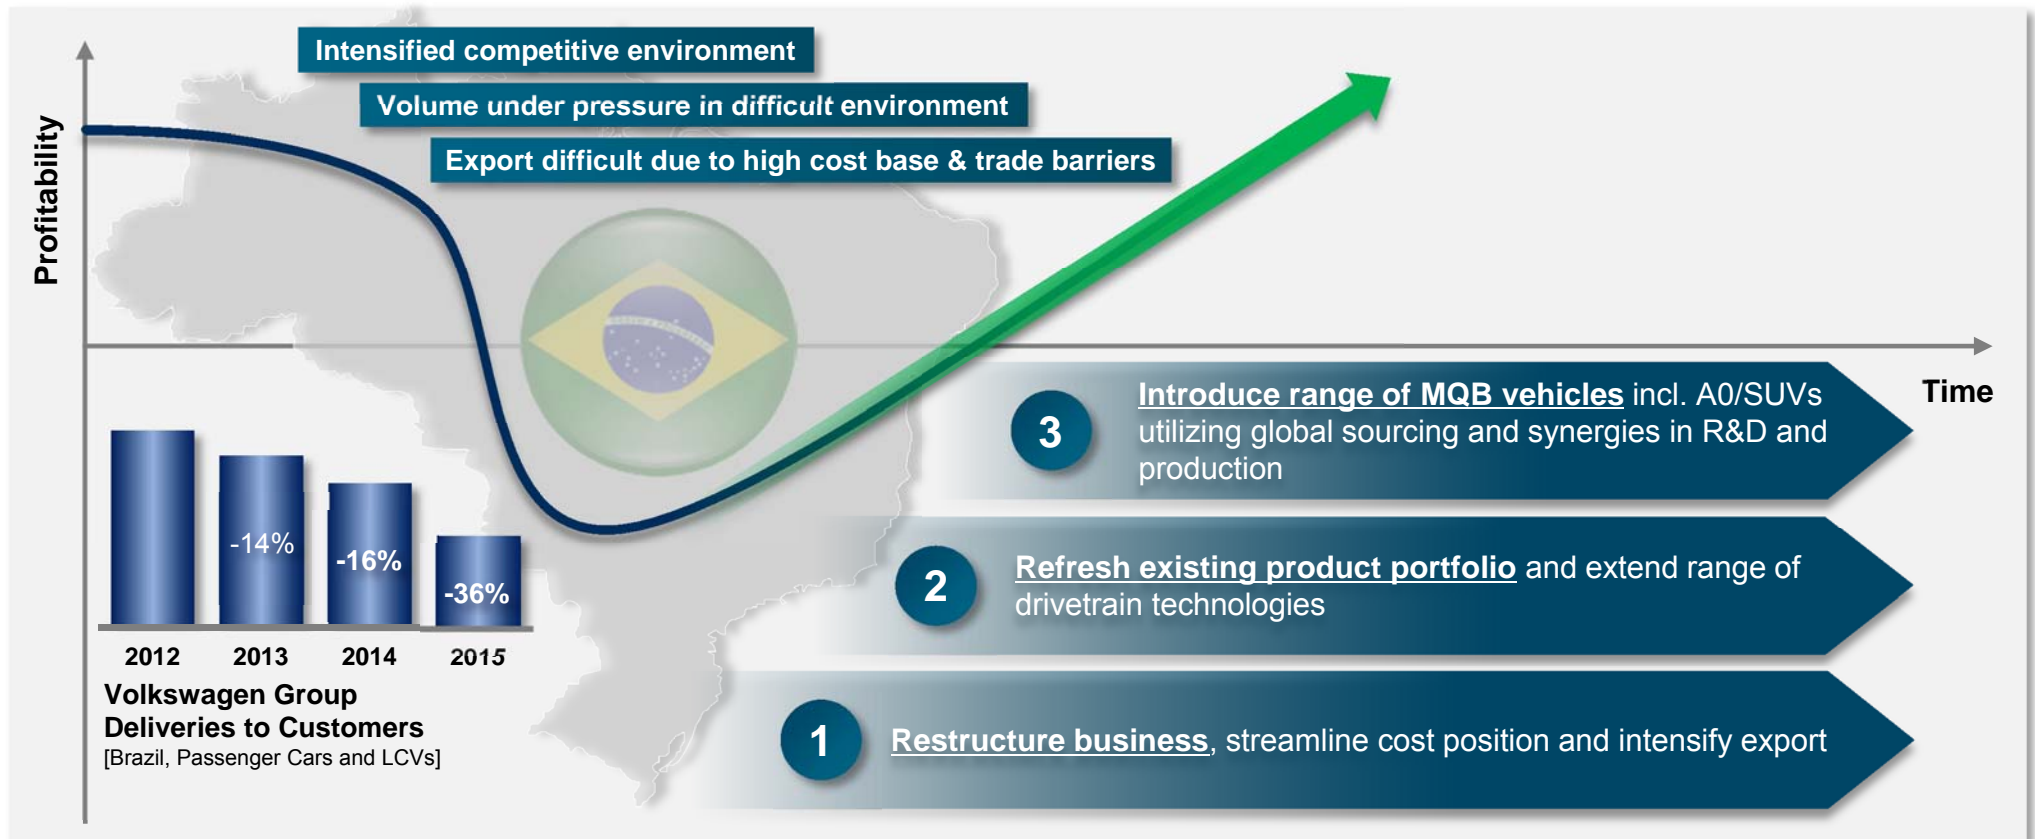 Intensified competitive environment
Volume under pressure in difficult environment
Export difficult due to high cost base & trade barriers
Profitability
Time
3
Introduce range of MQB vehicles incl. A0/SUVs
utilizing global sourcing and synergies in R&D and
production
2
Refresh existing product portfolio and extend range of
drivetrain technologies
1
Restructure business, streamline cost position and intensify export
-14%
-16%
-36%
2012 2013 2014 2015
Volkswagen Group
Deliveries to Customers
[Brazil, Passenger Cars and LCVs]